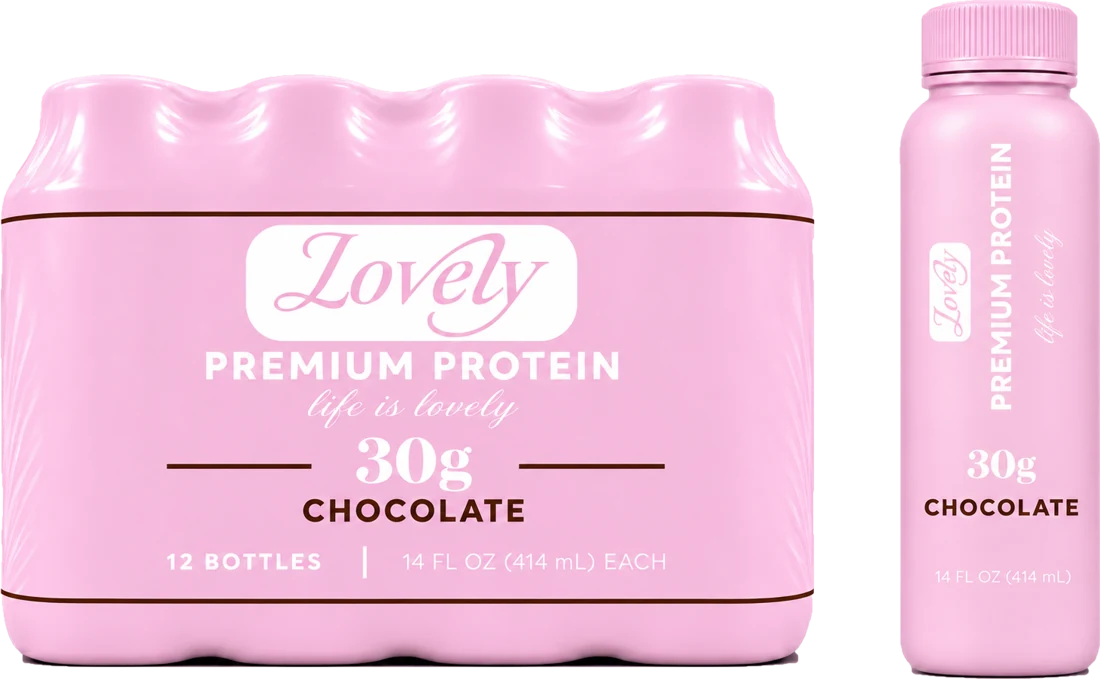 Lovely
PREMIUM PROTEIN
life is lovely
30g
CHOCOLATE
12 BOTTLES | 14 FL OZ (414 mL) EACH
Lovely
PREMIUM PROTEIN
life is lovely
30g
CHOCOLATE
14 FL OZ (414 mL)